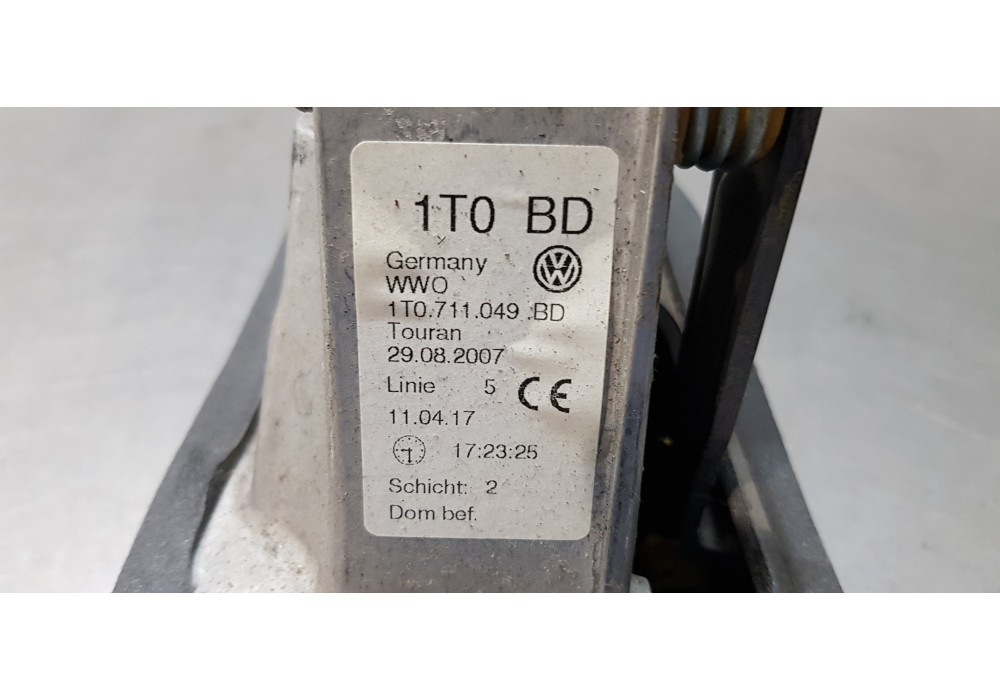 1T0 BD
Germany
WWO
1T0.711.049 .BD
Touran
29.08.2007
Linie 5 CE
11.04.17
17:23:25
Schicht: 2
Dom bef.